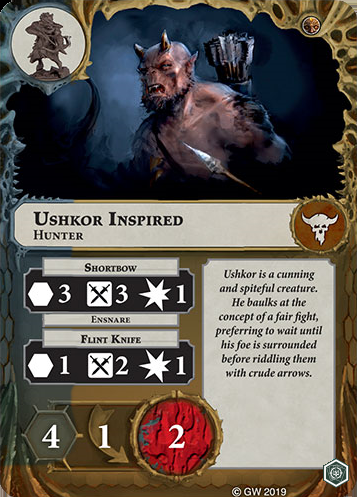 Ushkor Inspired
Hunter
Shortbow
3 3 1
Ensnare
Flint Knife
1 2 1
Ushkor is a cunning
and spiteful creature.
He baulks at the
concept of a fair fight,
preferring to wait until
his foe is surrounded
before riddling them
with crude arrows.
4 1 2
© GW 2019